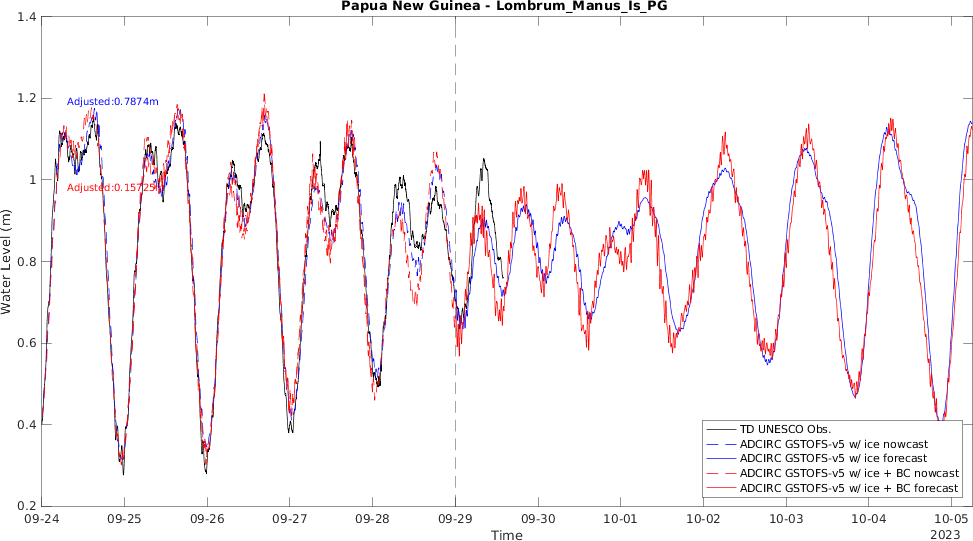 Papua New Guinea - Lombrum_Manus_Is_PG
1.4
1.2
1
0.8
0.6
0.4
0.2
Water Level (m)
Adjusted:0.7874m
Adjusted:0.15725
TD UNESCO Obs.
ADCIRC GSTOFS-v5 w/ ice nowcast
ADCIRC GSTOFS-v5 w/ ice forecast
ADCIRC GSTOFS-v5 w/ ice + BC nowcast
ADCIRC GSTOFS-v5 w/ ice + BC forecast
09-24 09-25 09-26 09-27 09-28 09-29 09-30 10-01 10-02 10-03 10-04 10-05
Time
2023